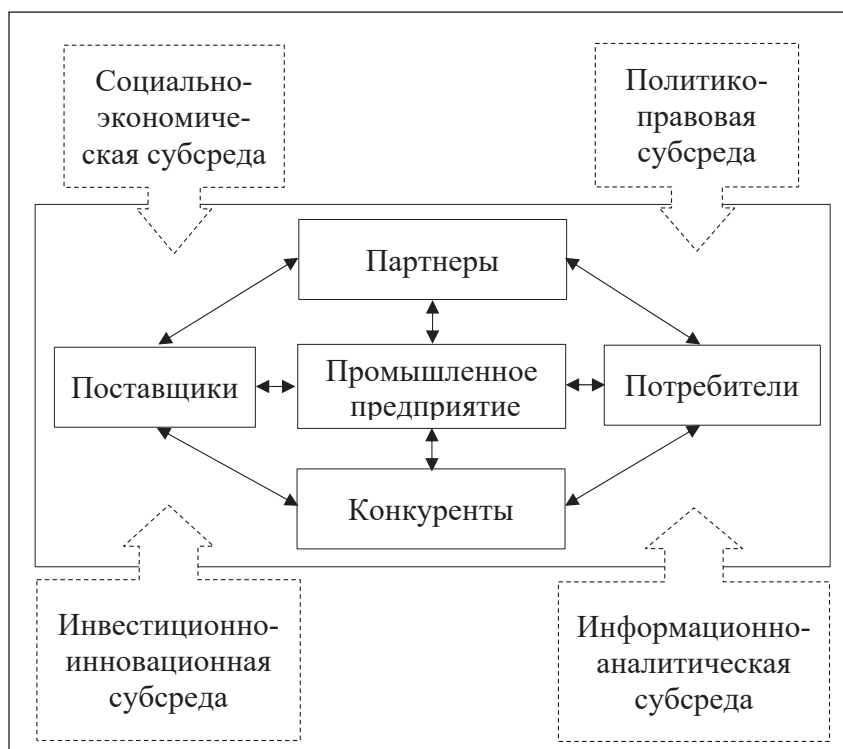 Социально-
экономиче-
ская субсреда
Политико-
правовая
субсреда
Партнеры
Поставщики
Промышленное
предприятие
Потребители
Конкуренты
Инвестиционно-
инновационная
субсреда
Информационно-
аналитическая
субсреда